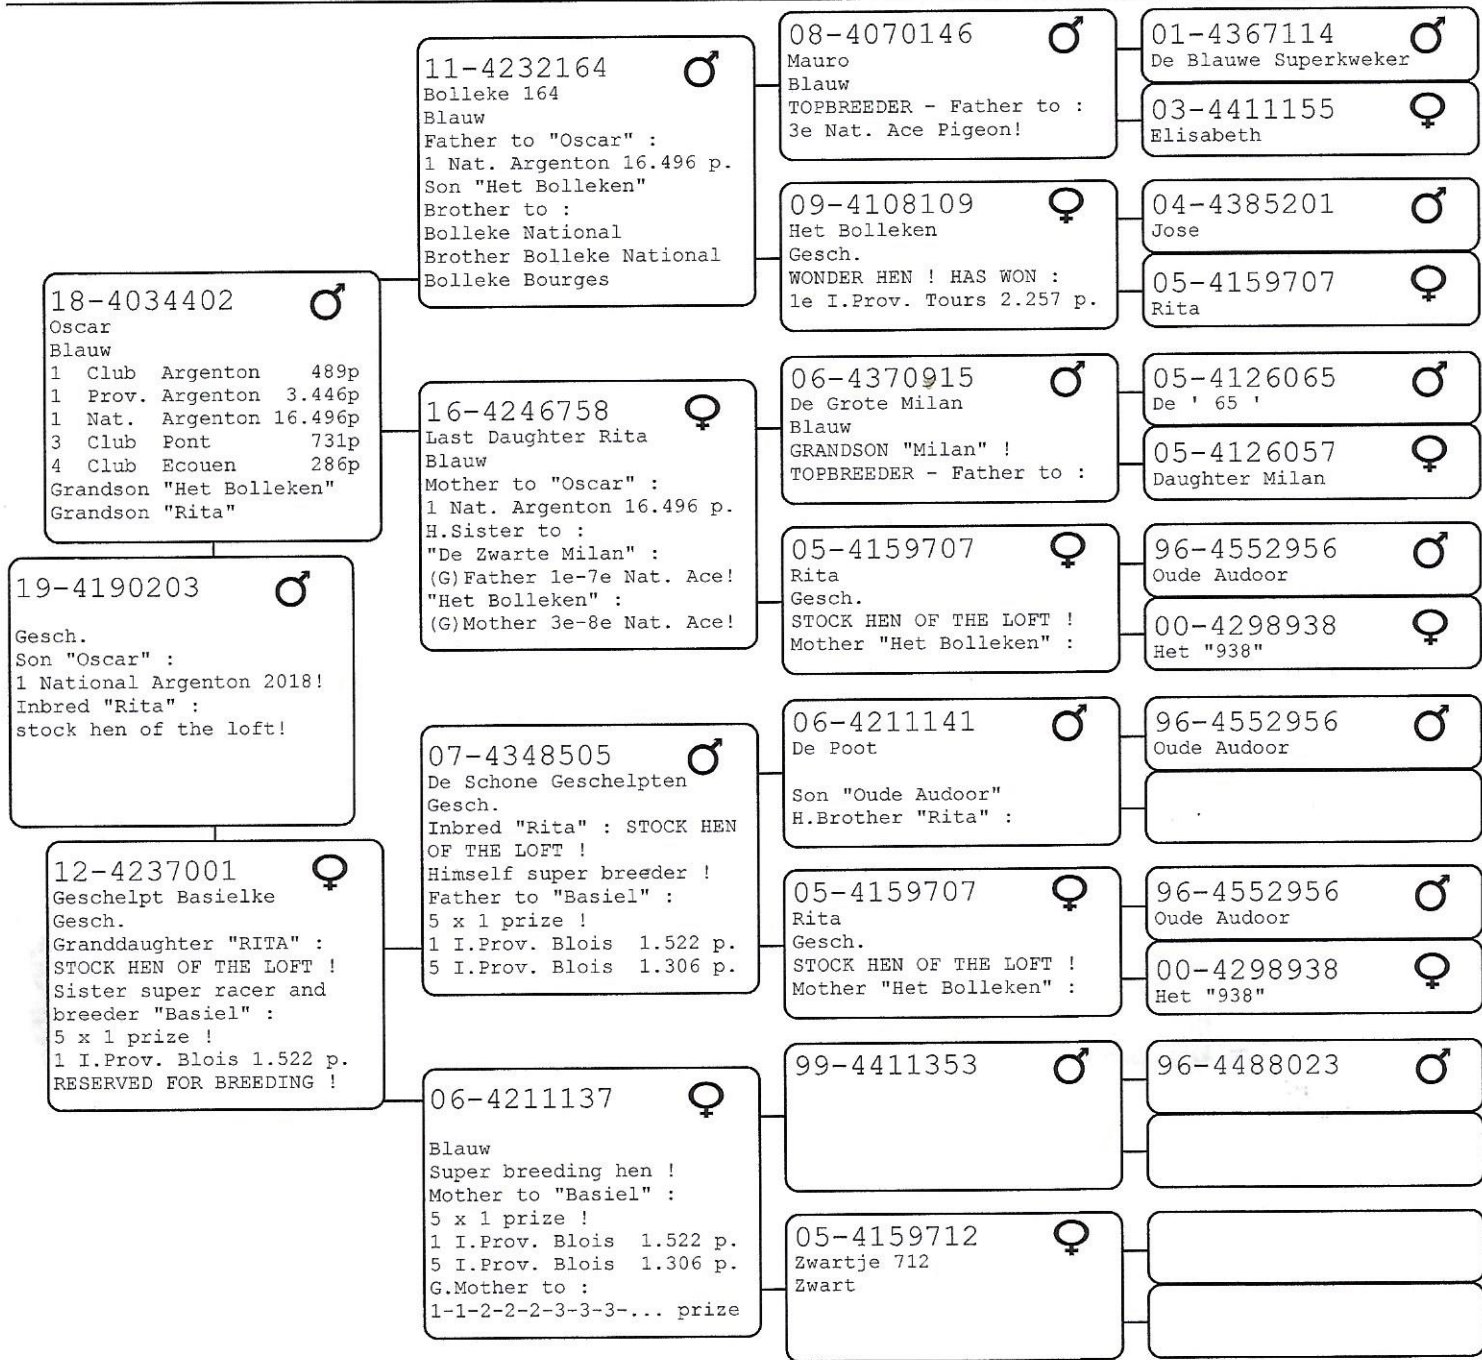 19-4190203
Gesch.
Son "Oscar" :
1 National Argenton 2018!
Inbred "Rita" :
stock hen of the loft!
18-4034402
Oscar
Blauw
1 Club Argenton 489p
1 Prov. Argenton 3.446p
1 Nat. Argenton 16.496p
3 Club Pont 731p
4 Club Ecouen 286p
Grandson "Het Bolleken"
Grandson "Rita"
12-4237001
Geschelpt Basielke
Gesch.
Granddaughter "RITA" :
STOCK HEN OF THE LOFT !
Sister super racer and
breeder "Basiel" :
5 x 1 prize !
1 I.Prov. Blois 1.522 p.
RESERVED FOR BREEDING !
11-4232164
Bolleke 164
Blauw
Father to "Oscar" :
1 Nat. Argenton 16.496 p.
Son "Het Bolleken"
Brother to :
Bolleke National
Brother Bolleke National
Bolleke Bourges
16-4246758
Last Daughter Rita
Blauw
Mother to "Oscar" :
1 Nat. Argenton 16.496 p.
H.Sister to :
"De Zwarte Milan" :
(G)Father 1e-7e Nat. Ace!
"Het Bolleken" :
(G)Mother 3e-8e Nat. Ace!
07-4348505
De Schone Geschelpten
Gesch.
Inbred "Rita" : STOCK HEN
OF THE LOFT !
Himself super breeder !
Father to "Basiel" :
5 x 1 prize !
1 I.Prov. Blois 1.522 p.
5 I.Prov. Blois 1.306 p.
06-4211137
Blauw
Super breeding hen !
Mother to "Basiel" :
5 x 1 prize !
1 I.Prov. Blois 1.522 p.
5 I.Prov. Blois 1.306 p.
G.Mother to :
1-1-2-2-2-3-3-3-... prize
08-4070146
Mauro
Blauw
TOPBREEDER - Father to :
3e Nat. Ace Pigeon!
09-4108109
Het Bolleken
Gesch.
WONDER HEN ! HAS WON :
1e I.Prov. Tours 2.257 p.
06-4370915
De Grote Milan
Blauw
GRANDSON "Milan" !
TOPBREEDER - Father to :
05-4159707
Rita
Gesch.
STOCK HEN OF THE LOFT !
Mother "Het Bolleken" :
06-4211141
De Poot
Son "Oude Audoor"
H.Brother "Rita" :
05-4159707
Rita
Gesch.
STOCK HEN OF THE LOFT !
Mother "Het Bolleken" :
99-4411353
05-4159712
Zwartje 712
Zwart
01-4367114
De Blauwe Superkweker
03-4411155
Elisabeth
04-4385201
Jose
05-4159707
Rita
05-4126065
De ' 65 '
05-4126057
Daughter Milan
96-4552956
Oude Audoor
00-4298938
Het "938"
96-4552956
Oude Audoor
96-4552956
Oude Audoor
00-4298938
Het "938"
96-4488023